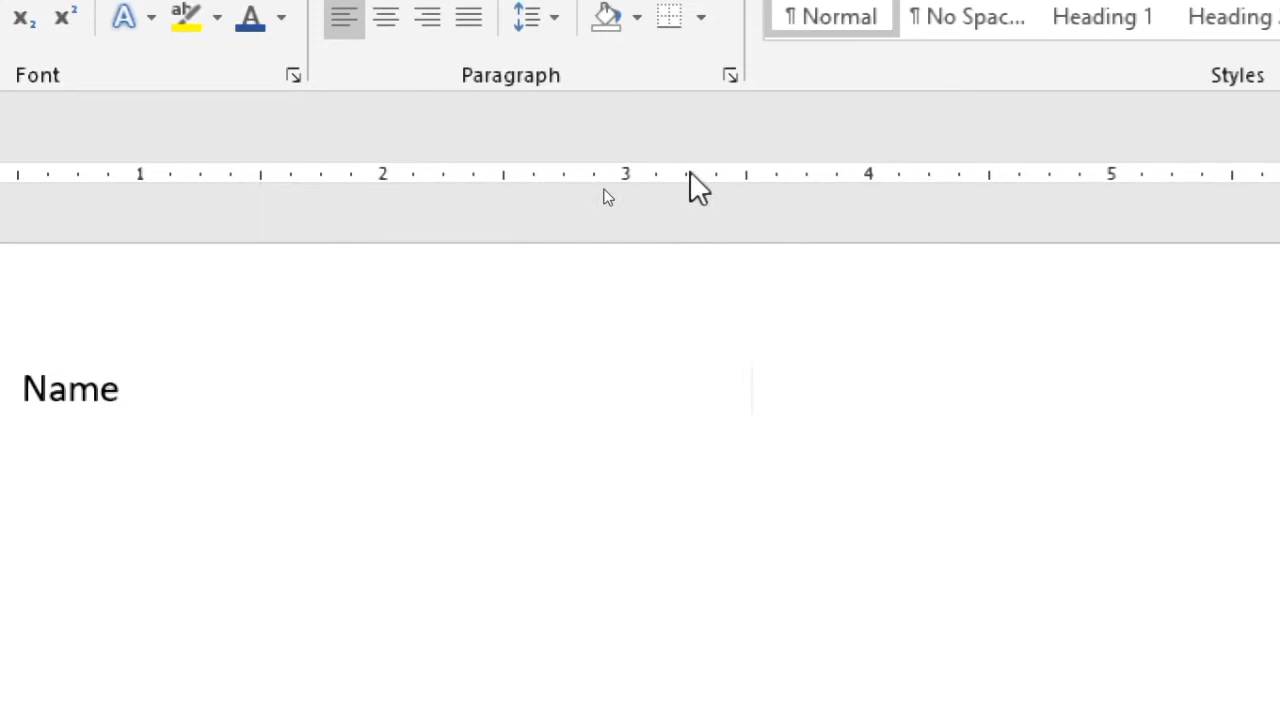 ¶ Normal ¶ No Spac... Heading 1 Heading
Font Paragraph Styles
1 2 3 4 5
Name